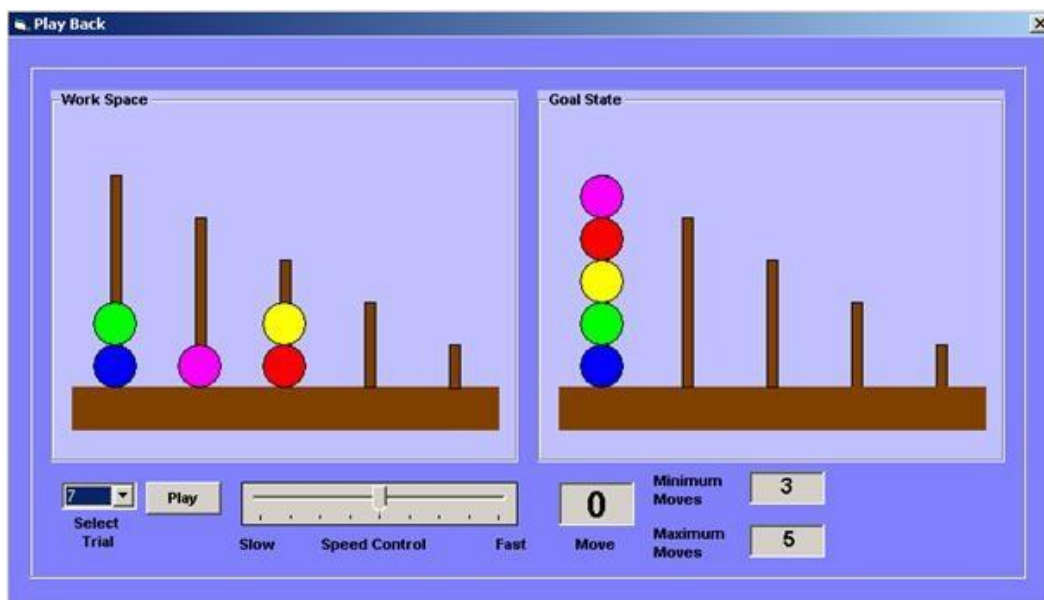 Play Back
Work Space
Goal State
7
Play
Select
Trial
Slow
Speed Control
Fast
0
Move
Minimum
Moves
3
Maximum
Moves
5